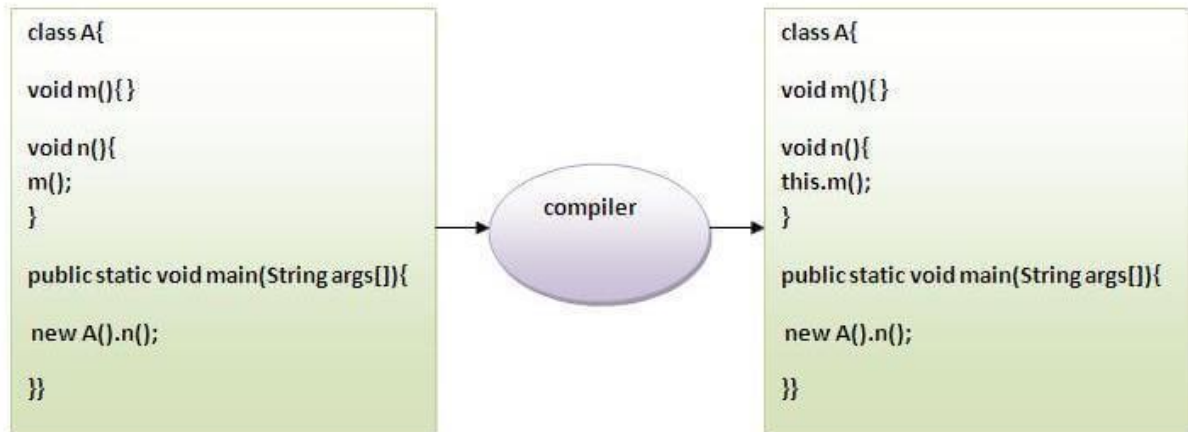 class A{
void m(){}
void n(){
m();
}
public static void main(String args[]){
new A().n();
}}
compiler
class A{
void m(){}
void n(){
this.m();
}
public static void main(String args[]){
new A().n();
}}